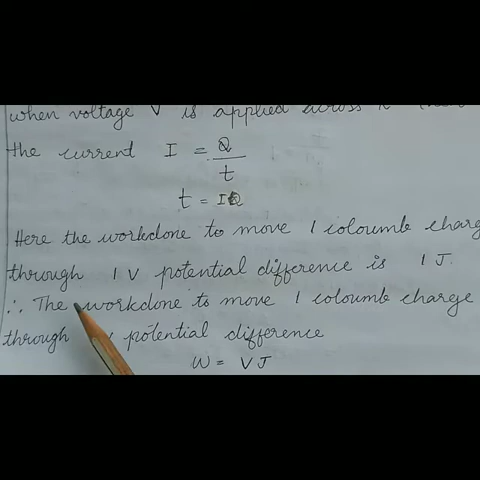 when voltage V is applied across
the current I = Q
t
t = IQ
Here the workdone to move 1 coloumb charge
through 1 V potential difference is 1 J.
∴ The workdone to move 1 coloumb charge
through V potential difference
W = V J